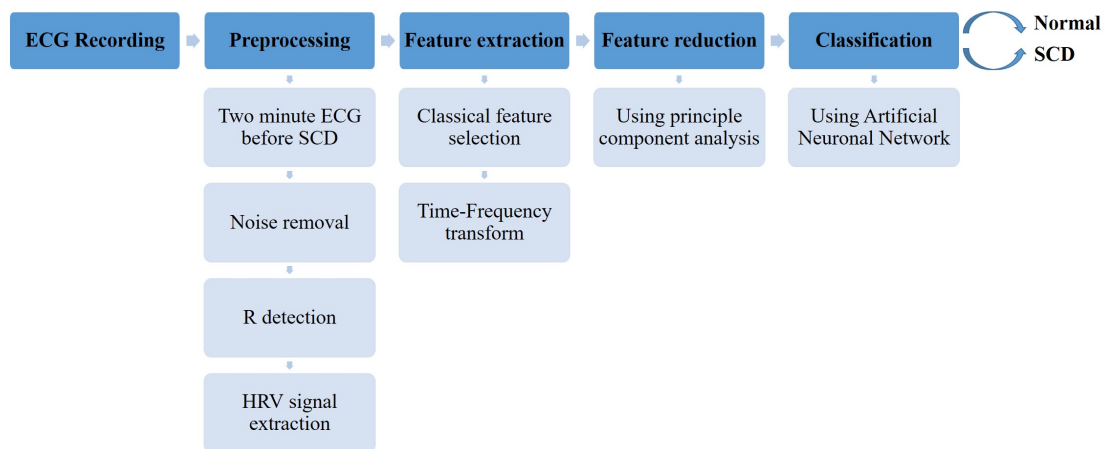 ECG Recording
Preprocessing
Feature extraction
Feature reduction
Classification
Normal
SCD
Two minute ECG
before SCD
Noise removal
R detection
HRV signal
extraction
Classical feature
selection
Time-Frequency
transform
Using principle
component analysis
Using Artificial
Neuronal Network